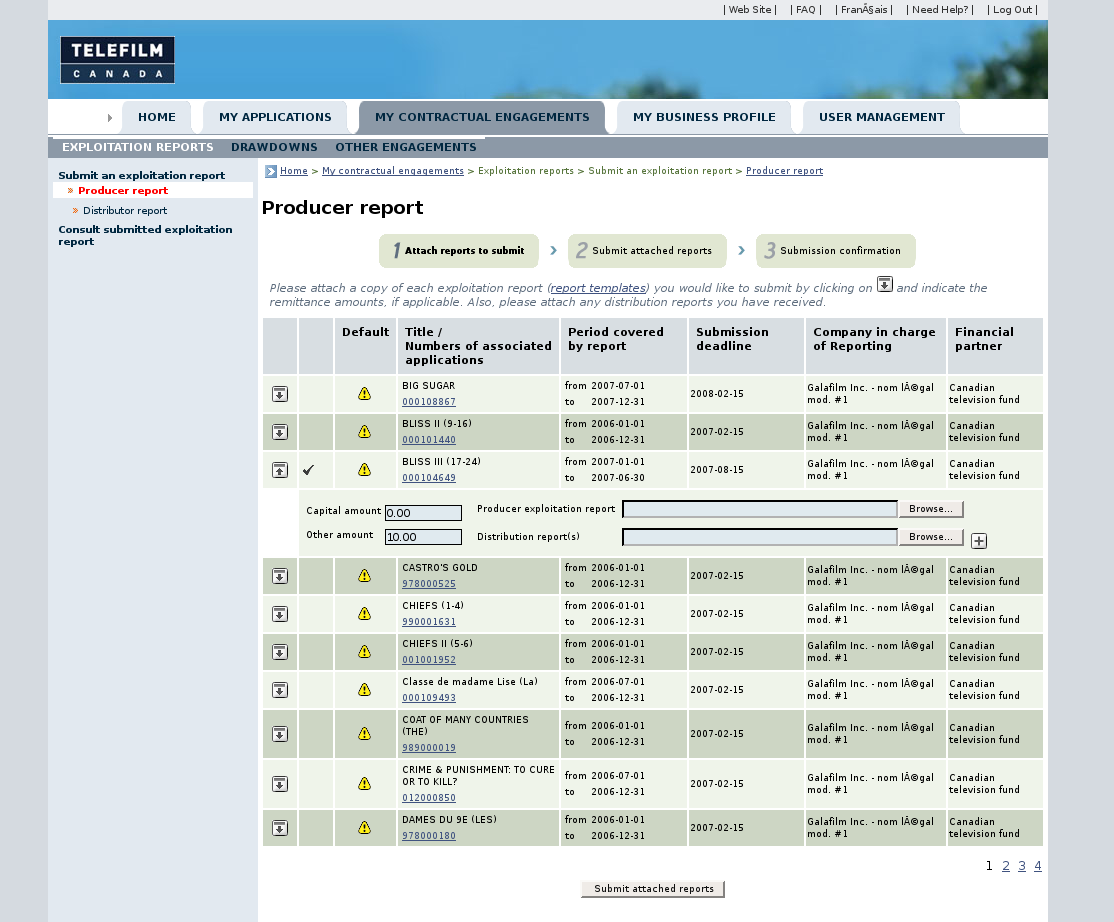 | Web Site | | FAQ | | FranÃ§ais | | Need Help? | | Log Out |
TELEFILM
CANADA
HOME MY APPLICATIONS MY CONTRACTUAL ENGAGEMENTS MY BUSINESS PROFILE USER MANAGEMENT
EXPLOITATION REPORTS DRAWDOWNS OTHER ENGAGEMENTS
Submit an exploitation report
» Producer report
» Distributor report
Consult submitted exploitation
report
Home > My contractual engagements > Exploitation reports > Submit an exploitation report > Producer report
Producer report
1 Attach reports to submit › 2 Submit attached reports › 3 Submission confirmation
Please attach a copy of each exploitation report (report templates) you would like to submit by clicking on and indicate the
remittance amounts, if applicable. Also, please attach any distribution reports you have received.
Default Title / Period covered Submission Company in charge Financial
Numbers of associated by report deadline of Reporting partner
applications
BIG SUGAR from 2007-07-01 2008-02-15 Galafilm Inc. - nom lÃ©gal Canadian
000108867 to 2007-12-31 mod. #1 television fund
BLISS II (9-16) from 2006-01-01 2007-02-15 Galafilm Inc. - nom lÃ©gal Canadian
000101440 to 2006-12-31 mod. #1 television fund
BLISS III (17-24) from 2007-01-01 2007-08-15 Galafilm Inc. - nom lÃ©gal Canadian
000104649 to 2007-06-30 mod. #1 television fund
Capital amount 0.00 Producer exploitation report Browse...
Other amount 10.00 Distribution report(s) Browse...
CASTRO'S GOLD from 2006-01-01 2007-02-15 Galafilm Inc. - nom lÃ©gal Canadian
978000525 to 2006-12-31 mod. #1 television fund
CHIEFS (1-4) from 2006-01-01 2007-02-15 Galafilm Inc. - nom lÃ©gal Canadian
990001631 to 2006-12-31 mod. #1 television fund
CHIEFS II (5-6) from 2006-01-01 2007-02-15 Galafilm Inc. - nom lÃ©gal Canadian
001001952 to 2006-12-31 mod. #1 television fund
Classe de madame Lise (La) from 2006-01-01 2007-02-15 Galafilm Inc. - nom lÃ©gal Canadian
000109493 to 2006-12-31 mod. #1 television fund
COAT OF MANY COUNTRIES from 2006-01-01 2007-02-15 Galafilm Inc. - nom lÃ©gal Canadian
(THE) to 2006-12-31 mod. #1 television fund
989000019
CRIME & PUNISHMENT: TO CURE from 2006-07-01 2007-02-15 Galafilm Inc. - nom lÃ©gal Canadian
OR TO KILL? to 2006-12-31 mod. #1 television fund
012000850
DAMES DU 9E (LES) from 2006-01-01 2007-02-15 Galafilm Inc. - nom lÃ©gal Canadian
978000180 to 2006-12-31 mod. #1 television fund
1 2 3 4
Submit attached reports